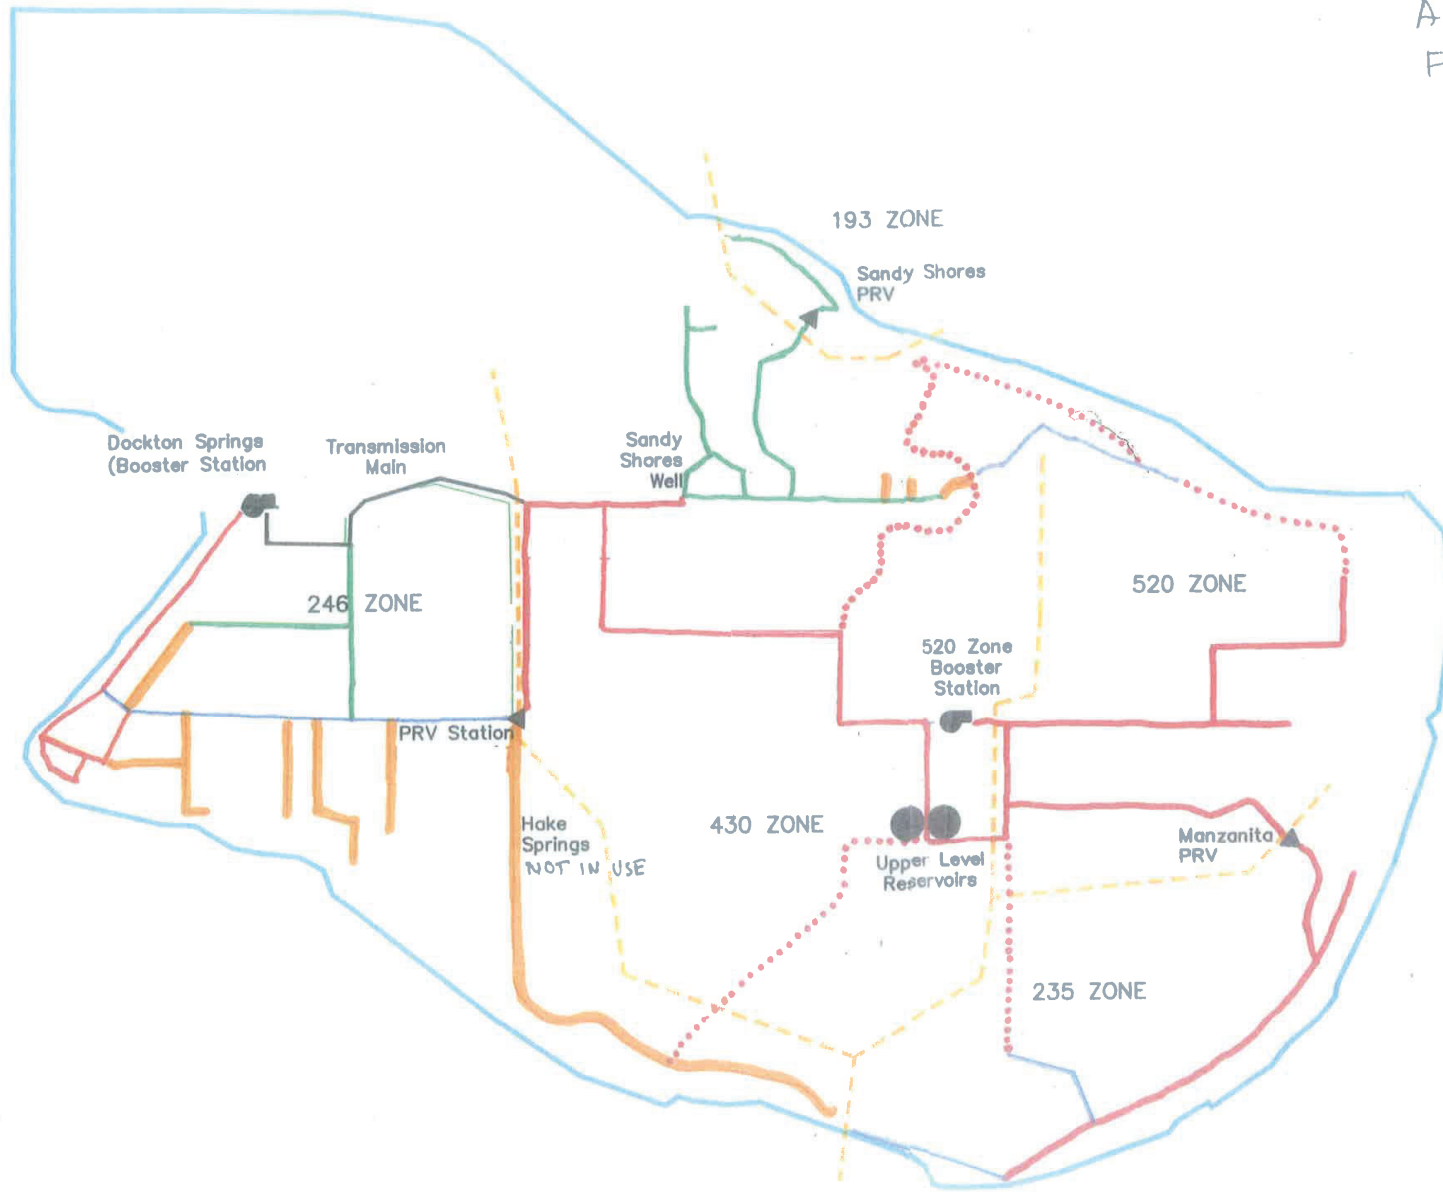 A
F
193 ZONE
Sandy Shores
PRV
Dockton Springs
(Booster Station
Transmission
Main
Sandy
Shores
Well
246 ZONE
520 ZONE
520 Zone
Booster
Station
PRV Station
Hake
Springs
NOT IN USE
430 ZONE
Upper Level
Reservoirs
Manzanita
PRV
235 ZONE